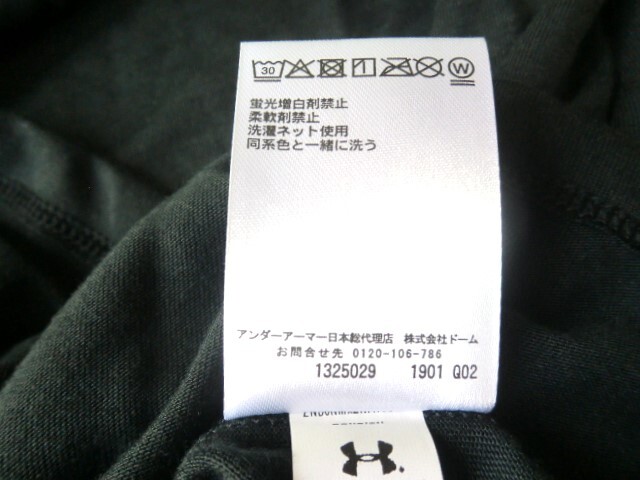 30 W
蛍光増白剤禁止
柔軟剤禁止
洗濯ネット使用
同系色と一緒に洗う
アンダーアーマー日本総代理店 株式会社ドーム
お問合せ先 0120-106-786
1325029 1901 Q02